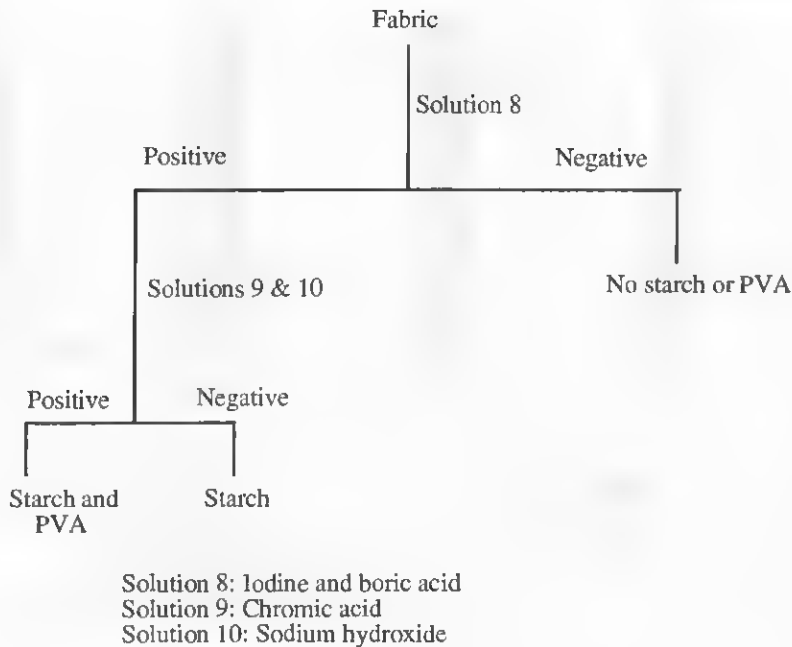 Fabric
Solution 8
Positive
Negative
Solutions 9 & 10
No starch or PVA
Positive
Negative
Starch and
PVA
Starch
Solution 8: Iodine and boric acid
Solution 9: Chromic acid
Solution 10: Sodium hydroxide